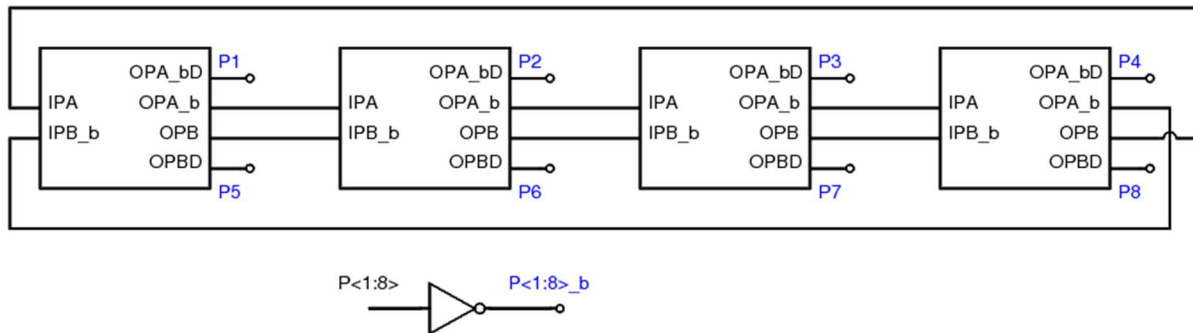 P1 P2 P3 P4
OPA_bD OPA_bD OPA_bD OPA_bD
IPA OPA_b IPA OPA_b IPA OPA_b IPA OPA_b
IPB_b OPB IPB_b OPB IPB_b OPB IPB_b OPB
OPBD OPBD OPBD OPBD
P5 P6 P7 P8
P<1:8> P<1:8>_b